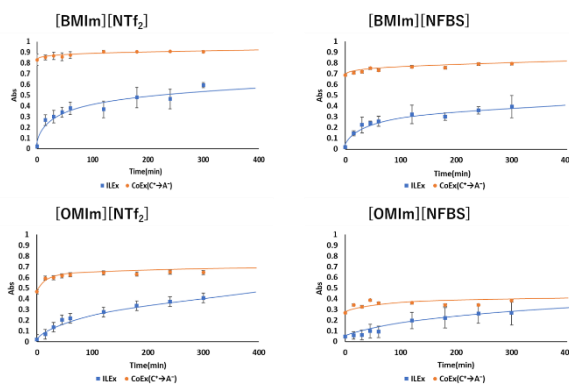 [BMIm][NTf₂]
1
0.9
0.8
0.7
0.6
0.5
0.4
0.3
0.2
0.1
0
Abs
0 100 200 300 400
Time(min)
ILEx CoEx(C⁺→A⁻)
[BMIm][NFBS]
1
0.9
0.8
0.7
0.6
0.5
0.4
0.3
0.2
0.1
0
Abs
0 100 200 300 400
Time(min)
ILEx CoEx(C⁺→A⁻)
[OMIm][NTf₂]
1
0.9
0.8
0.7
0.6
0.5
0.4
0.3
0.2
0.1
0
Abs
0 100 200 300 400
Time(min)
ILEx CoEx(C⁺→A⁻)
[OMIm][NFBS]
1
0.9
0.8
0.7
0.6
0.5
0.4
0.3
0.2
0.1
0
Abs
0 100 200 300 400
Time(min)
ILEx CoEx(C⁺→A⁻)